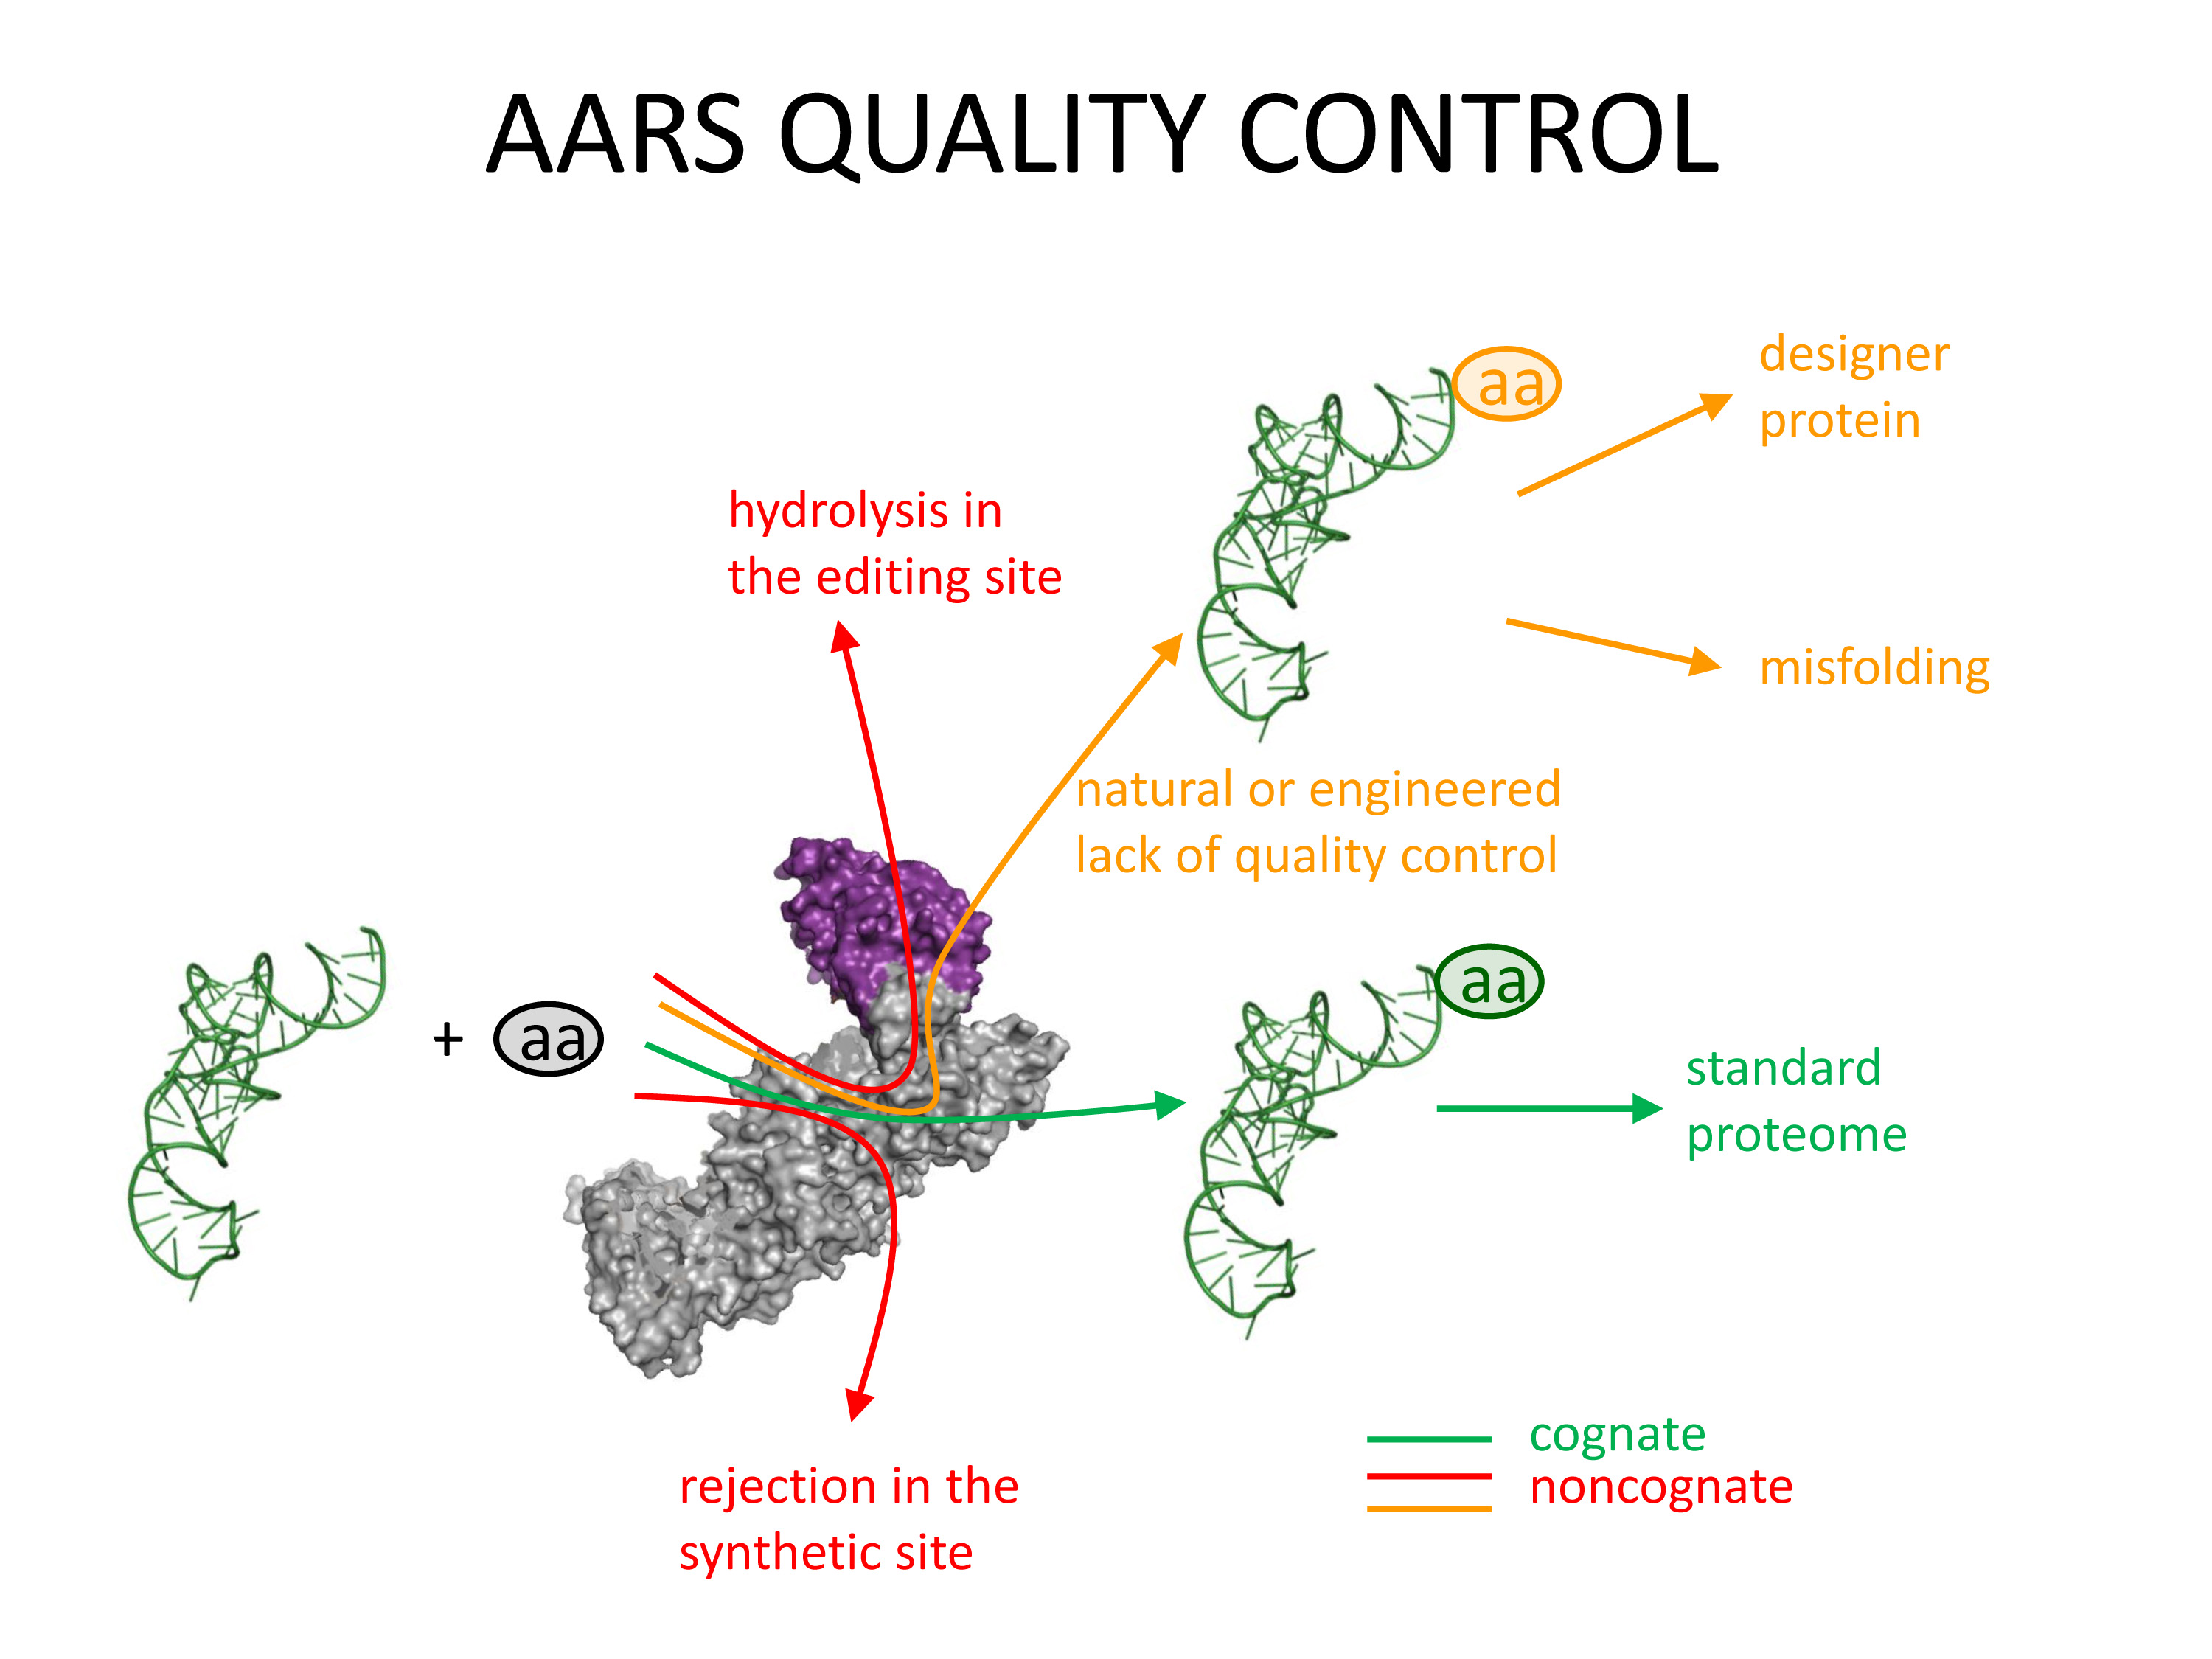 AARS QUALITY CONTROL
aa
designer
protein
hydrolysis in
the editing site
misfolding
natural or engineered
lack of quality control
+ aa
aa
standard
proteome
cognate
noncognate
rejection in the
synthetic site